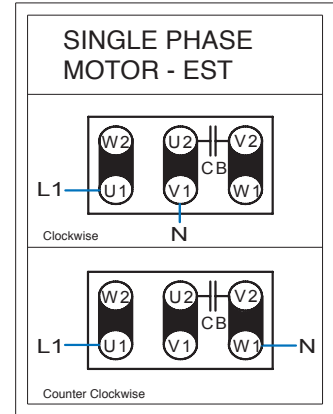 SINGLE PHASE
MOTOR - EST
W2 U2 V2
CB
L1 U1 V1 W1
N
Clockwise
W2 U2 V2
CB
L1 U1 V1 W1 N
Counter Clockwise